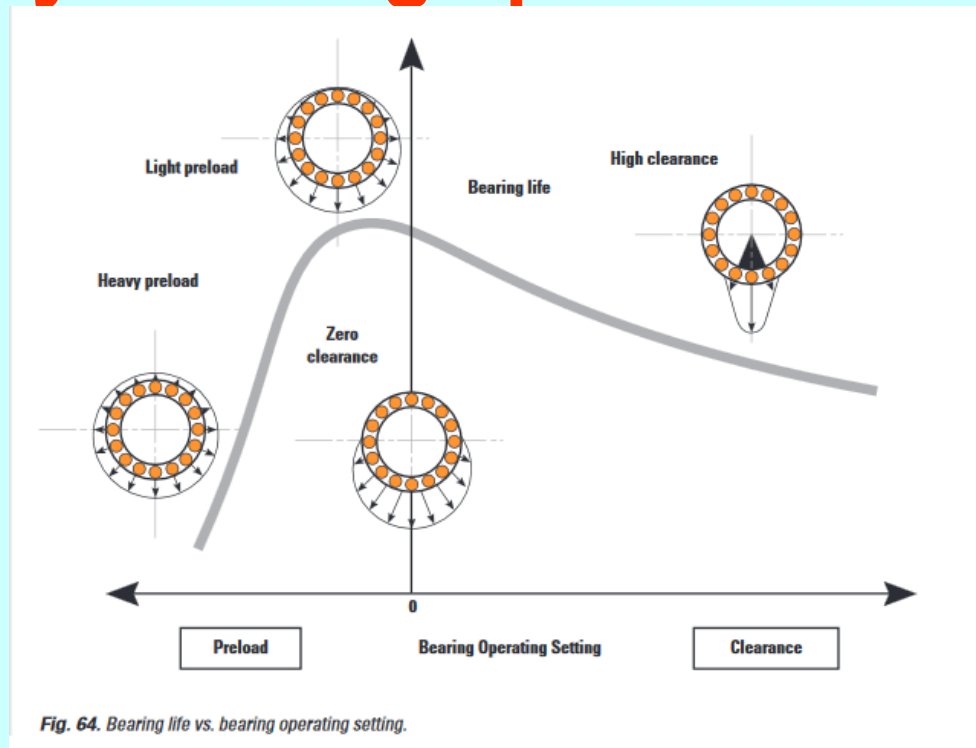 Light preload
High clearance
Bearing life
Heavy preload
Zero
clearance
0
Preload
Bearing Operating Setting
Clearance
Fig. 64. Bearing life vs. bearing operating setting.